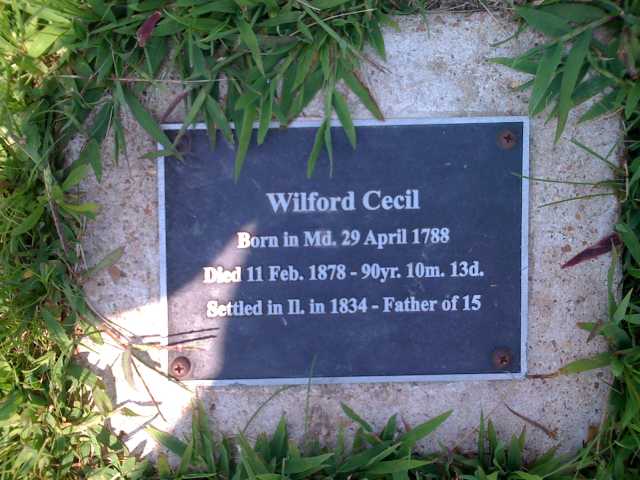 Wilford Cecil
Born in Md. 29 April 1788
Died 11 Feb. 1878 - 90yr. 10m. 13d.
Settled in Il. in 1834 - Father of 15